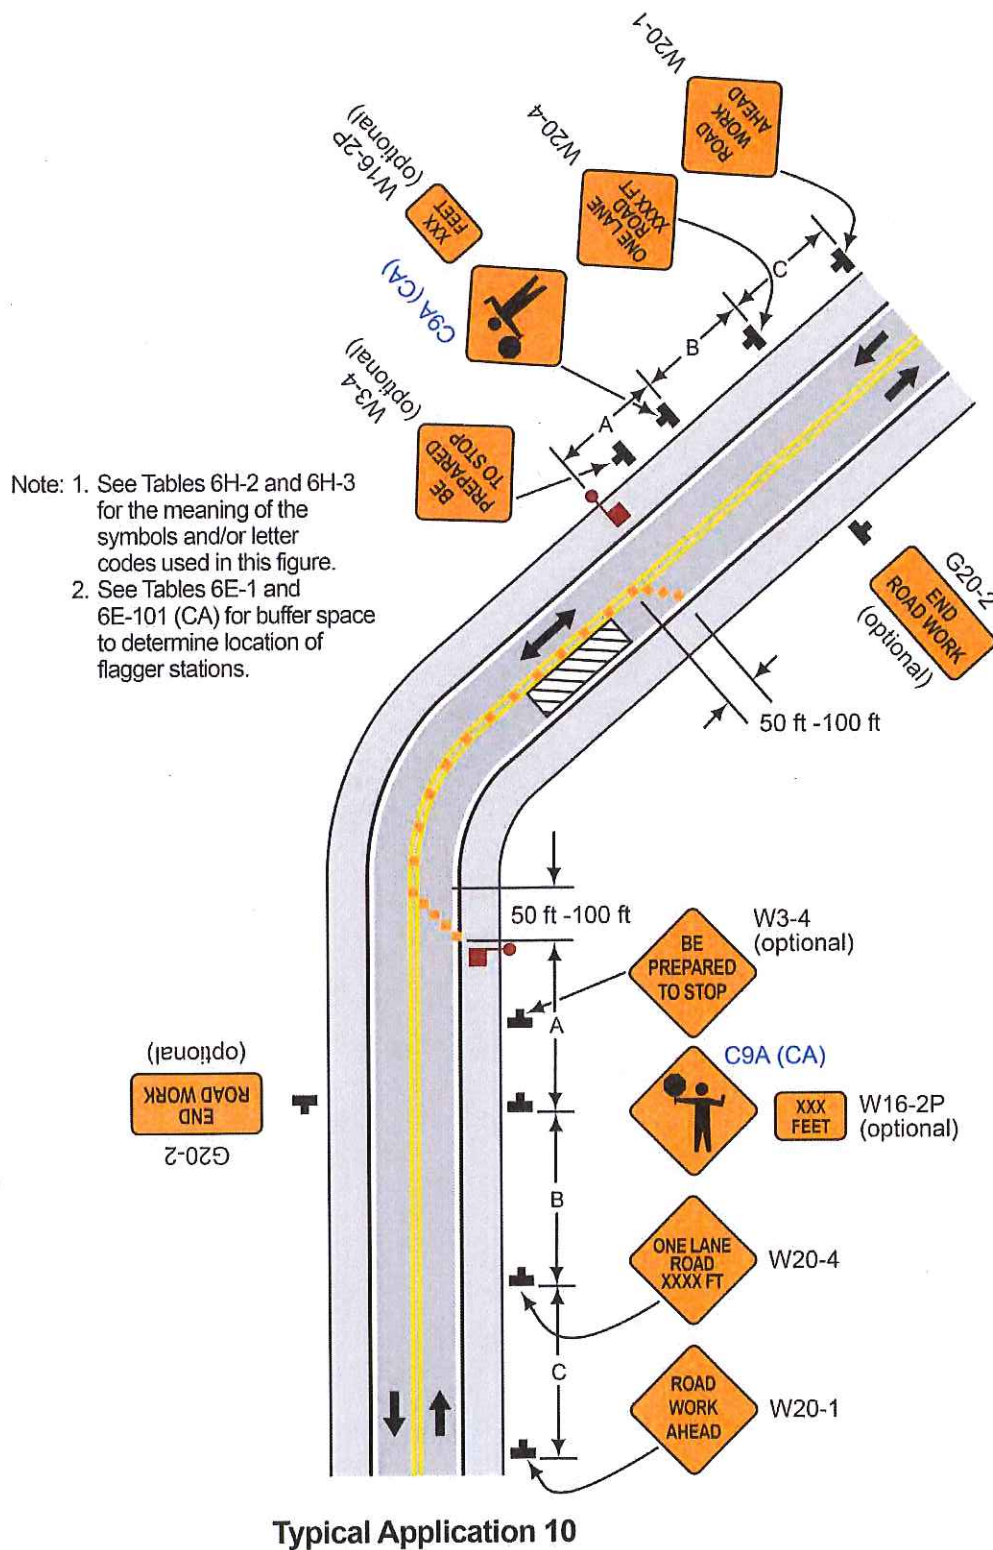 W20-1
ROAD
WORK
AHEAD
W20-4
ONE LANE
ROAD
XXXX FT
W16-2P
(optional)
XXX
FEET
C9A (CA)
W3-4
(optional)
BE
PREPARED
TO STOP
C
B
A
Note: 1. See Tables 6H-2 and 6H-3
for the meaning of the
symbols and/or letter
codes used in this figure.
2. See Tables 6E-1 and
6E-101 (CA) for buffer space
to determine location of
flagger stations.
G20-2
END
ROAD WORK
(optional)
50 ft -100 ft
50 ft -100 ft
W3-4
(optional)
BE
PREPARED
TO STOP
A
C9A (CA)
XXX
FEET
W16-2P
(optional)
G20-2
END
ROAD WORK
(optional)
B
ONE LANE
ROAD
XXXX FT
W20-4
C
ROAD
WORK
AHEAD
W20-1
Typical Application 10